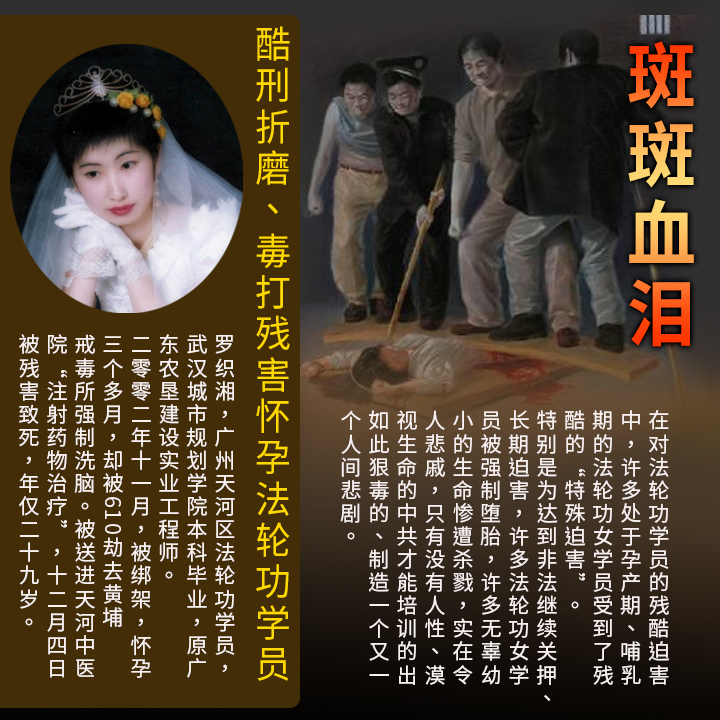 斑斑血泪
在对法轮功学员的残酷迫害
中，许多处于孕产期、哺乳
期的法轮功女学员受到了残
酷的“特殊迫害”。
特别是为达到非法继续关押、
长期迫害，许多法轮功女学
员被强制堕胎，许多无辜幼
小的生命惨遭杀戮，实在令
人悲戚，只有没有人性、漠
视生命的中共才能培训的出
如此狠毒的、制造一个又一
个人间悲剧。
酷刑折磨、毒打残害怀孕法轮功学员
罗织湘，广州天河区法轮功学员，
武汉城市规划学院本科毕业，原广
东农垦建设实业工程师。
二零零二年十一月，被绑架，怀孕
三个多月，却被610劫去黄埔
戒毒所强制洗脑。被送进天河中医
院“注射药物治疗”，十二月四日
被残害致死，年仅二十九岁。